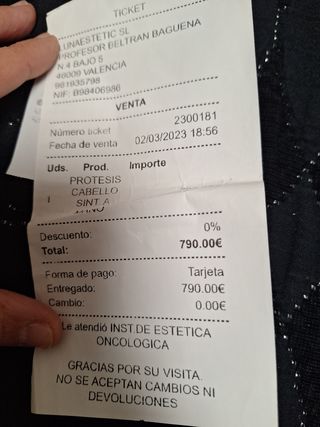 TICKET
LUNAESTETIC SL
PROFESOR BELTRAN BAGUENA
N.4 BAJO 5
46009 VALENCIA
961935798
NIF: B98406986
VENTA
Número ticket 2300181
Fecha de venta 02/03/2023 18:56
Uds. Prod. Importe
PROTESIS
CABELLO
1 SINT A
Descuento: 0%
Total: 790.00€
Forma de pago: Tarjeta
Entregado: 790.00€
Cambio: 0.00€
Le atendió INST.DE ESTETICA
ONCOLOGICA
GRACIAS POR SU VISITA.
NO SE ACEPTAN CAMBIOS NI
DEVOLUCIONES